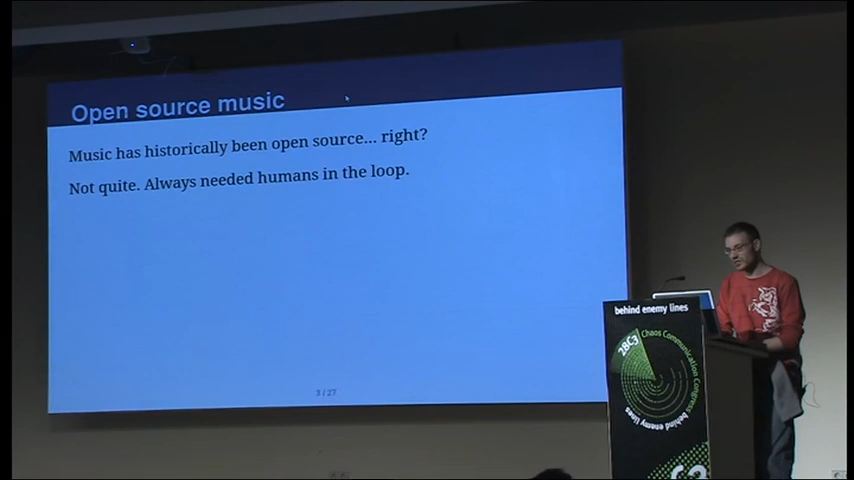 Open source music
Music has historically been open source... right?
Not quite. Always needed humans in the loop.
3 / 27
behind enemy lines
28C3
Chaos Communication Congress
behind enemy lines